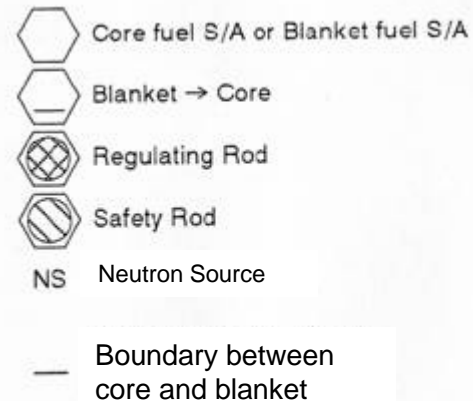 Core fuel S/A or Blanket fuel S/A
Blanket → Core
Regulating Rod
Safety Rod
NS Neutron Source
Boundary between
core and blanket